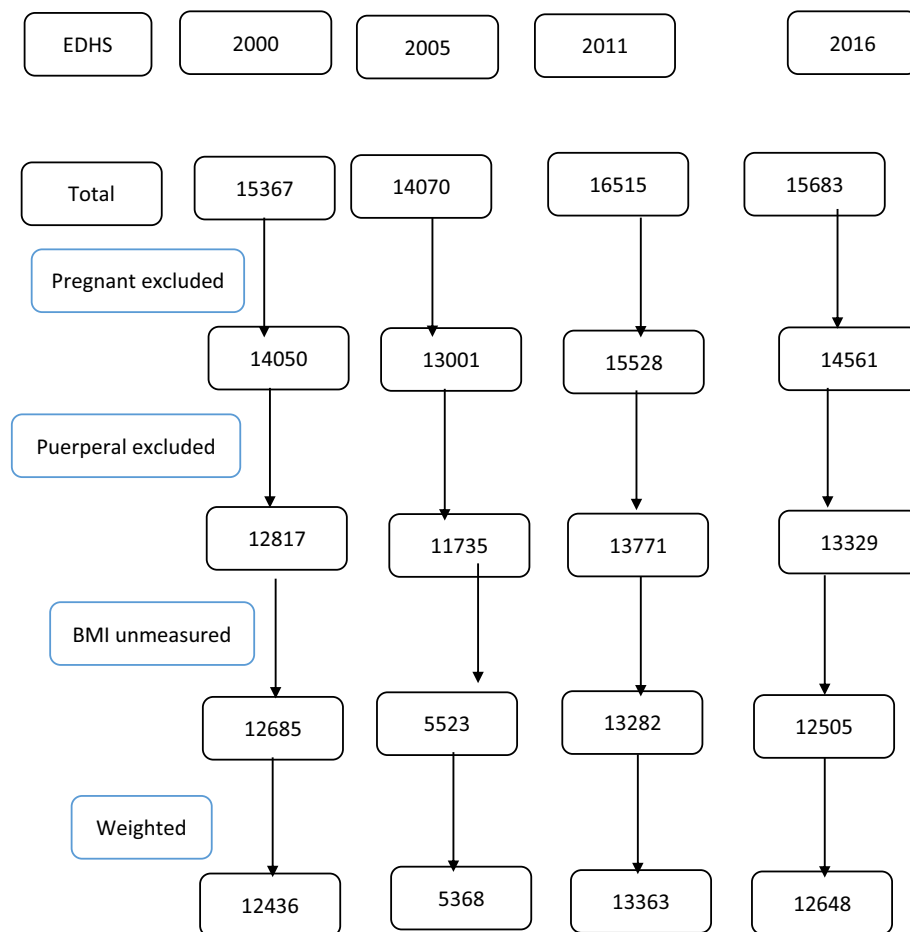 EDHS 2000 2005 2011 2016
Total 15367 14070 16515 15683
Pregnant excluded
14050 13001 15528 14561
Puerperal excluded
12817 11735 13771 13329
BMI unmeasured
12685 5523 13282 12505
Weighted
12436 5368 13363 12648